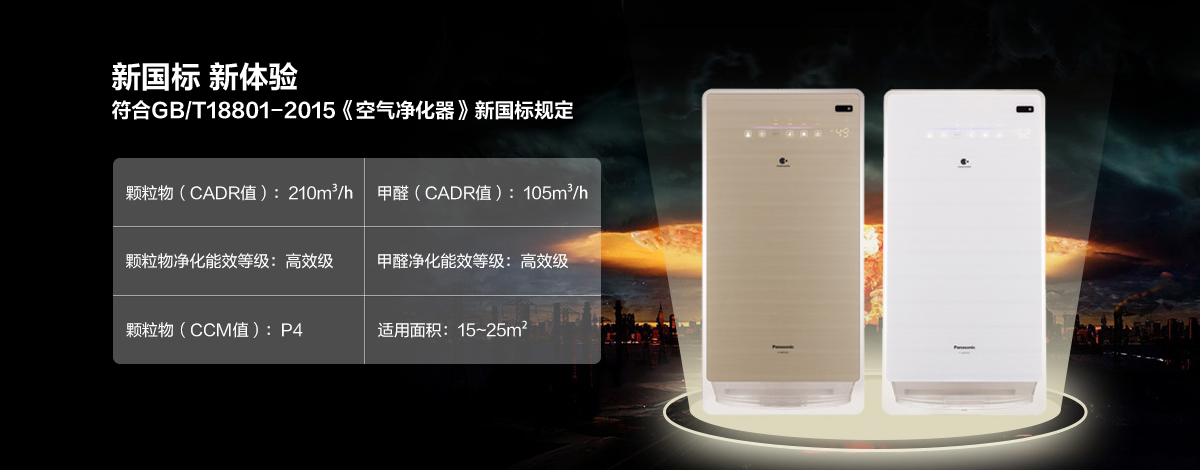 新国标 新体验
符合GB/T18801-2015《空气净化器》新国标规定
颗粒物（CADR值）：210m³/h
甲醛（CADR值）：105m³/h
颗粒物净化能效等级：高效级
甲醛净化能效等级：高效级
颗粒物（CCM值）：P4
适用面积：15~25m²
49
Panasonic
Panasonic